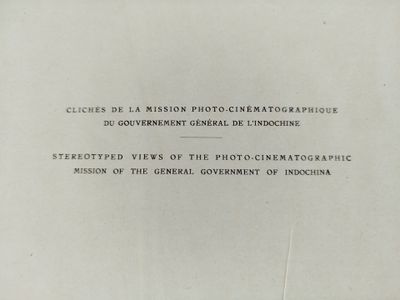 CLICHÉS DE LA MISSION PHOTO-CINÉMATOGRAPHIQUE
DU GOUVERNEMENT GÉNÉRAL DE L'INDOCHINE
STEREOTYPED VIEWS OF THE PHOTO-CINEMATOGRAPHIC
MISSION OF THE GENERAL GOVERNMENT OF INDOCHINA